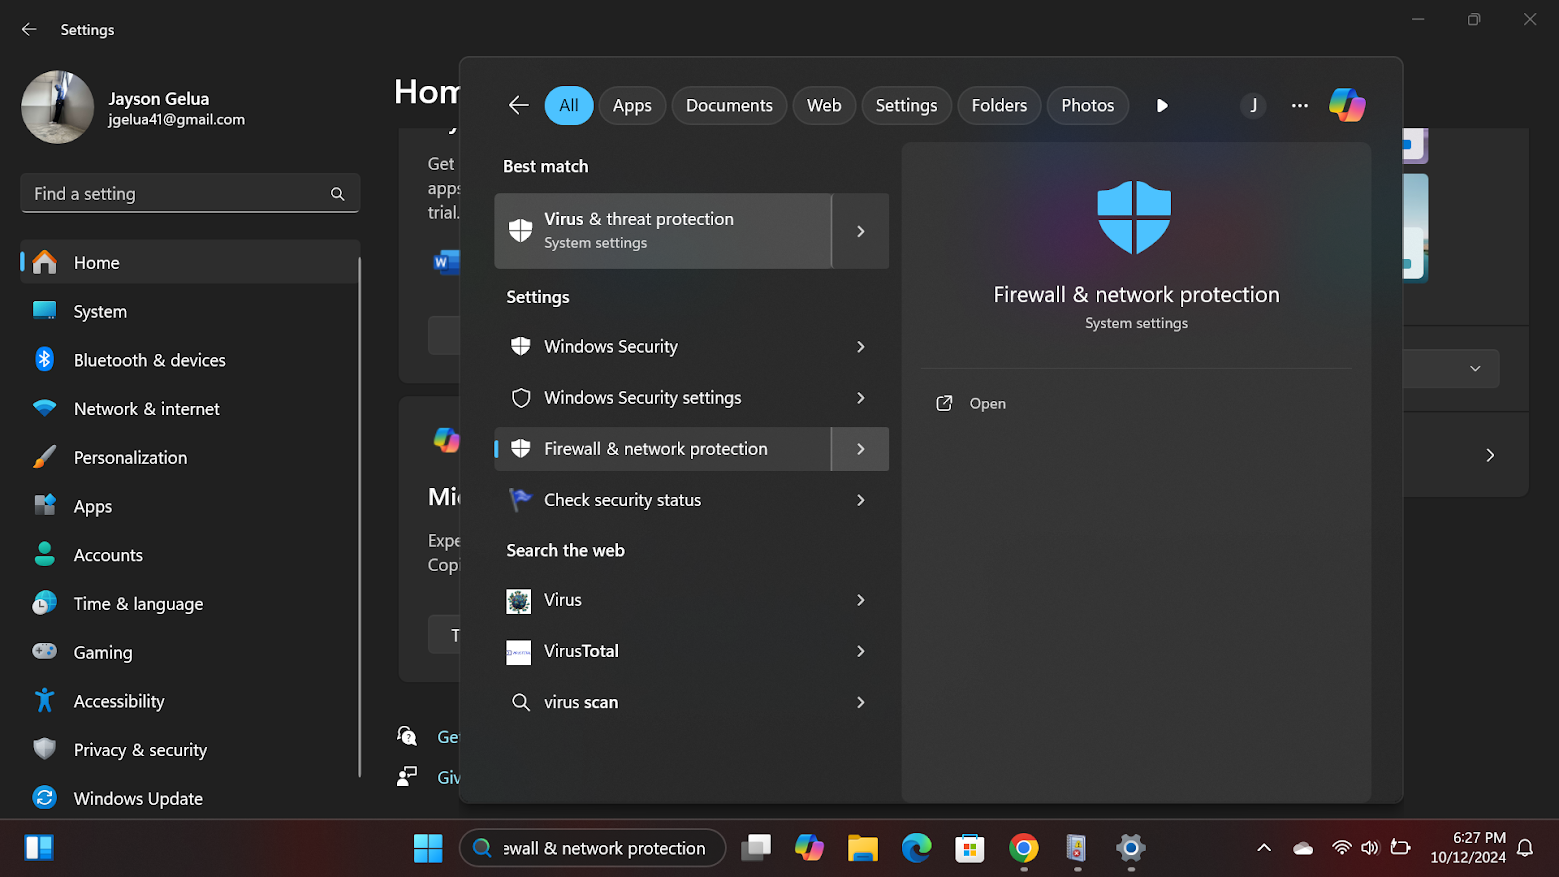 Settings
Jayson Gelua
jgelua41@gmail.com
Find a setting
Home
System
Bluetooth & devices
Network & internet
Personalization
Apps
Accounts
Time & language
Gaming
Accessibility
Privacy & security
Windows Update
Hom
Get
apps
trial.
Mic
Expe
Copi
T
Get
Giv
All
Apps
Documents
Web
Settings
Folders
Photos
J
Best match
Virus & threat protection
System settings
Settings
Windows Security
Windows Security settings
Firewall & network protection
Check security status
Search the web
Virus
VirusTotal
virus scan
Firewall & network protection
System settings
Open
ewall & network protection
6:27 PM
10/12/2024